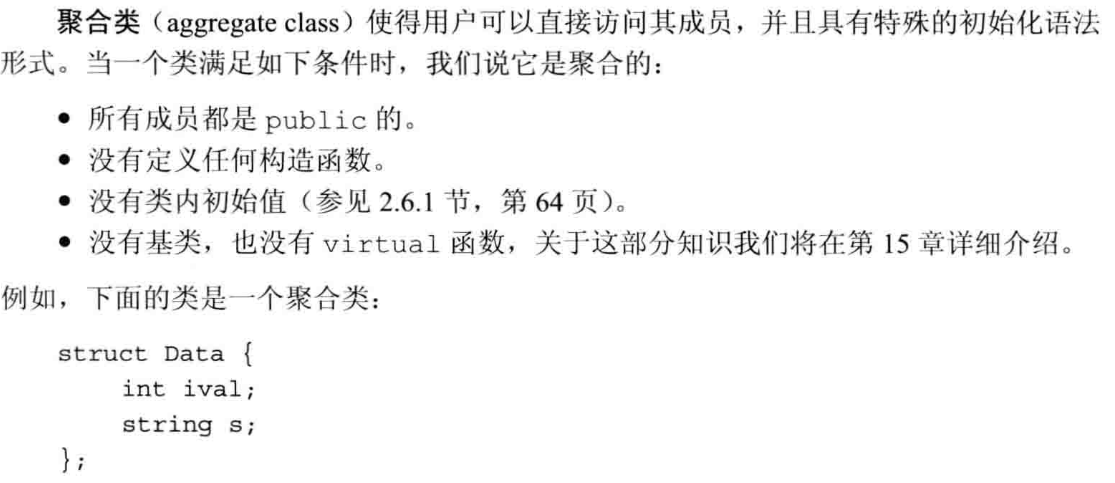 聚合类（aggregate class）使得用户可以直接访问其成员，并且具有特殊的初始化语法
形式。当一个类满足如下条件时，我们说它是聚合的：
● 所有成员都是 public 的。
● 没有定义任何构造函数。
● 没有类内初始值（参见 2.6.1 节，第 64 页）。
● 没有基类，也没有 virtual 函数，关于这部分知识我们将在第 15 章详细介绍。
例如，下面的类是一个聚合类：
struct Data {
    int ival;
    string s;
};